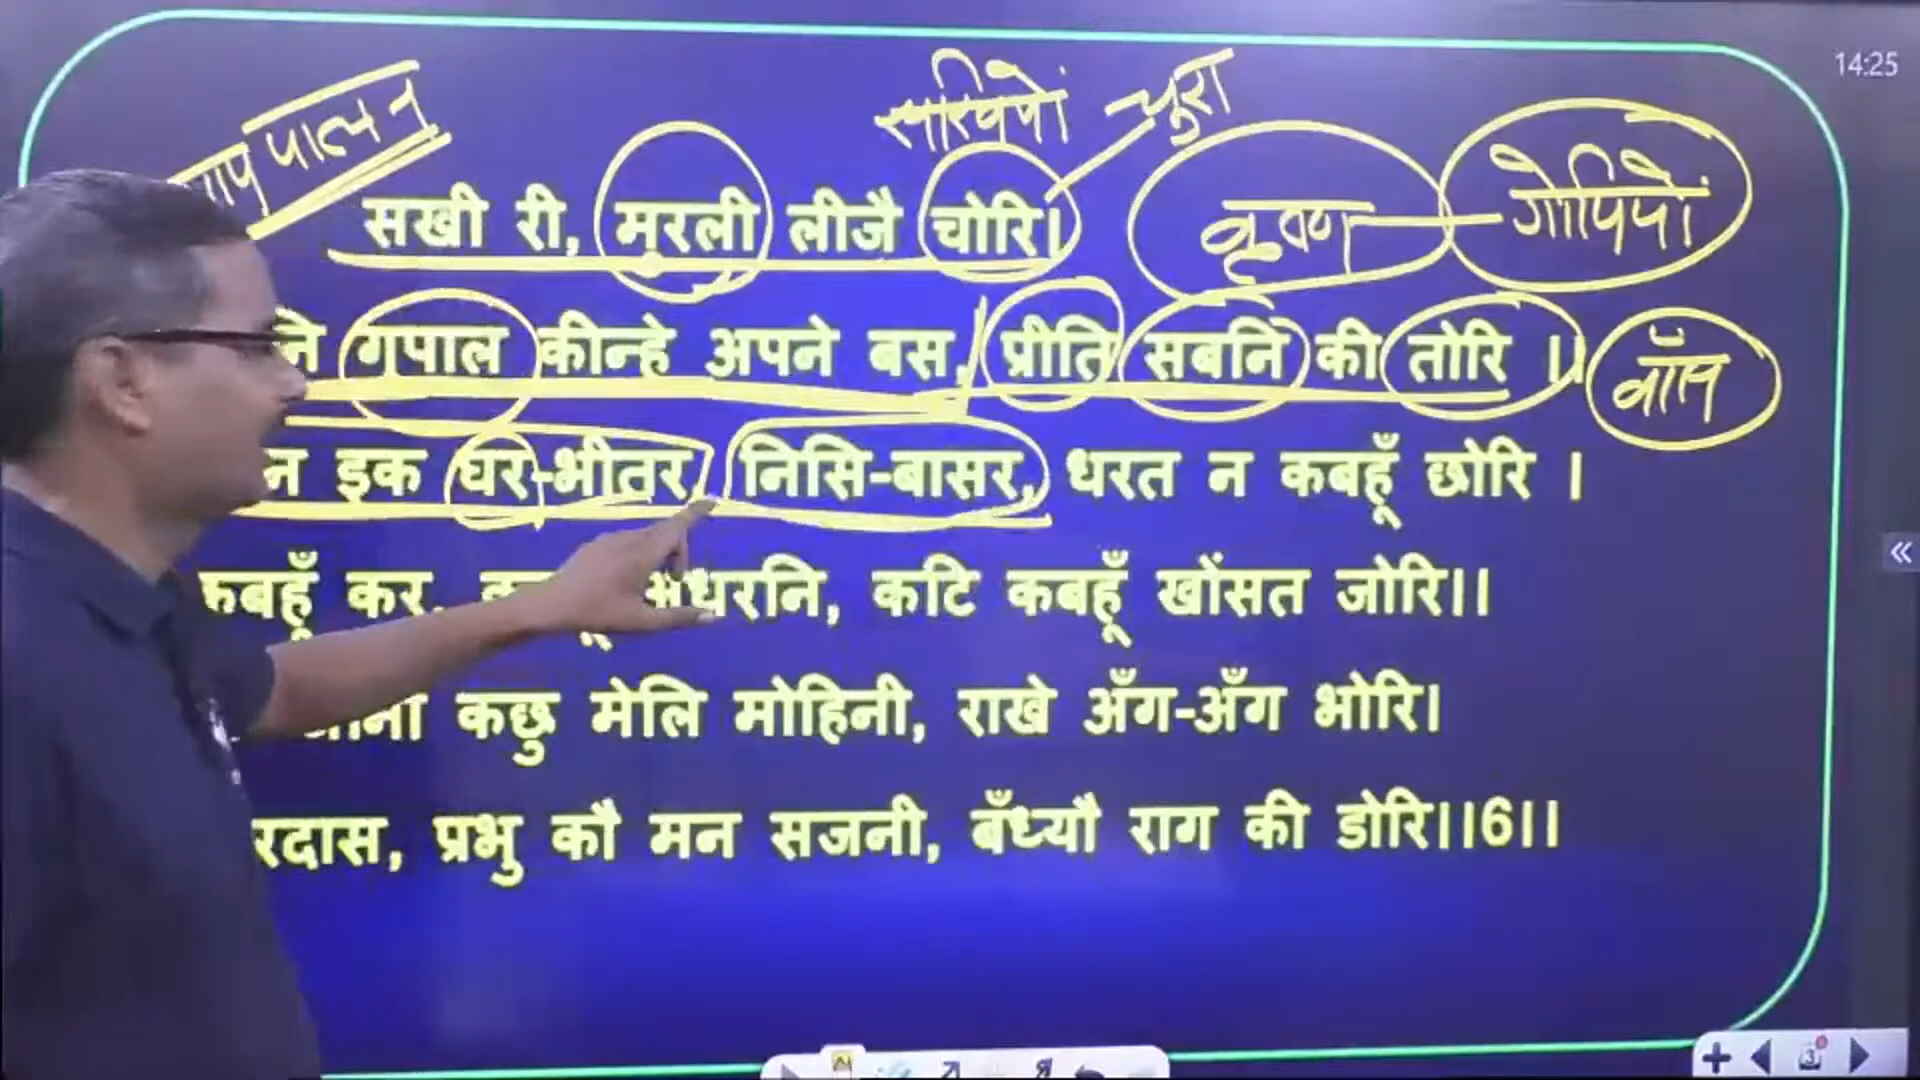 14:25
पालन
सखियों चुरा
कृष्ण गोपियों
सखी री, मुरली लीजै चोरि।
गुपाल कीन्हे अपने बस, प्रीति सबनि की तोरि ।।
बाँस
इक घर-भीतर, निसि-बासर, धरत न कबहूँ छोरि ।
कबहूँ कर, अधरनि, कटि कबहूँ खोंसत जोरि।।
कछु मेलि मोहिनी, राखे अँग-अँग भोरि।
रदास, प्रभु कौ मन सजनी, बँध्यौ राग की डोरि।।6।।